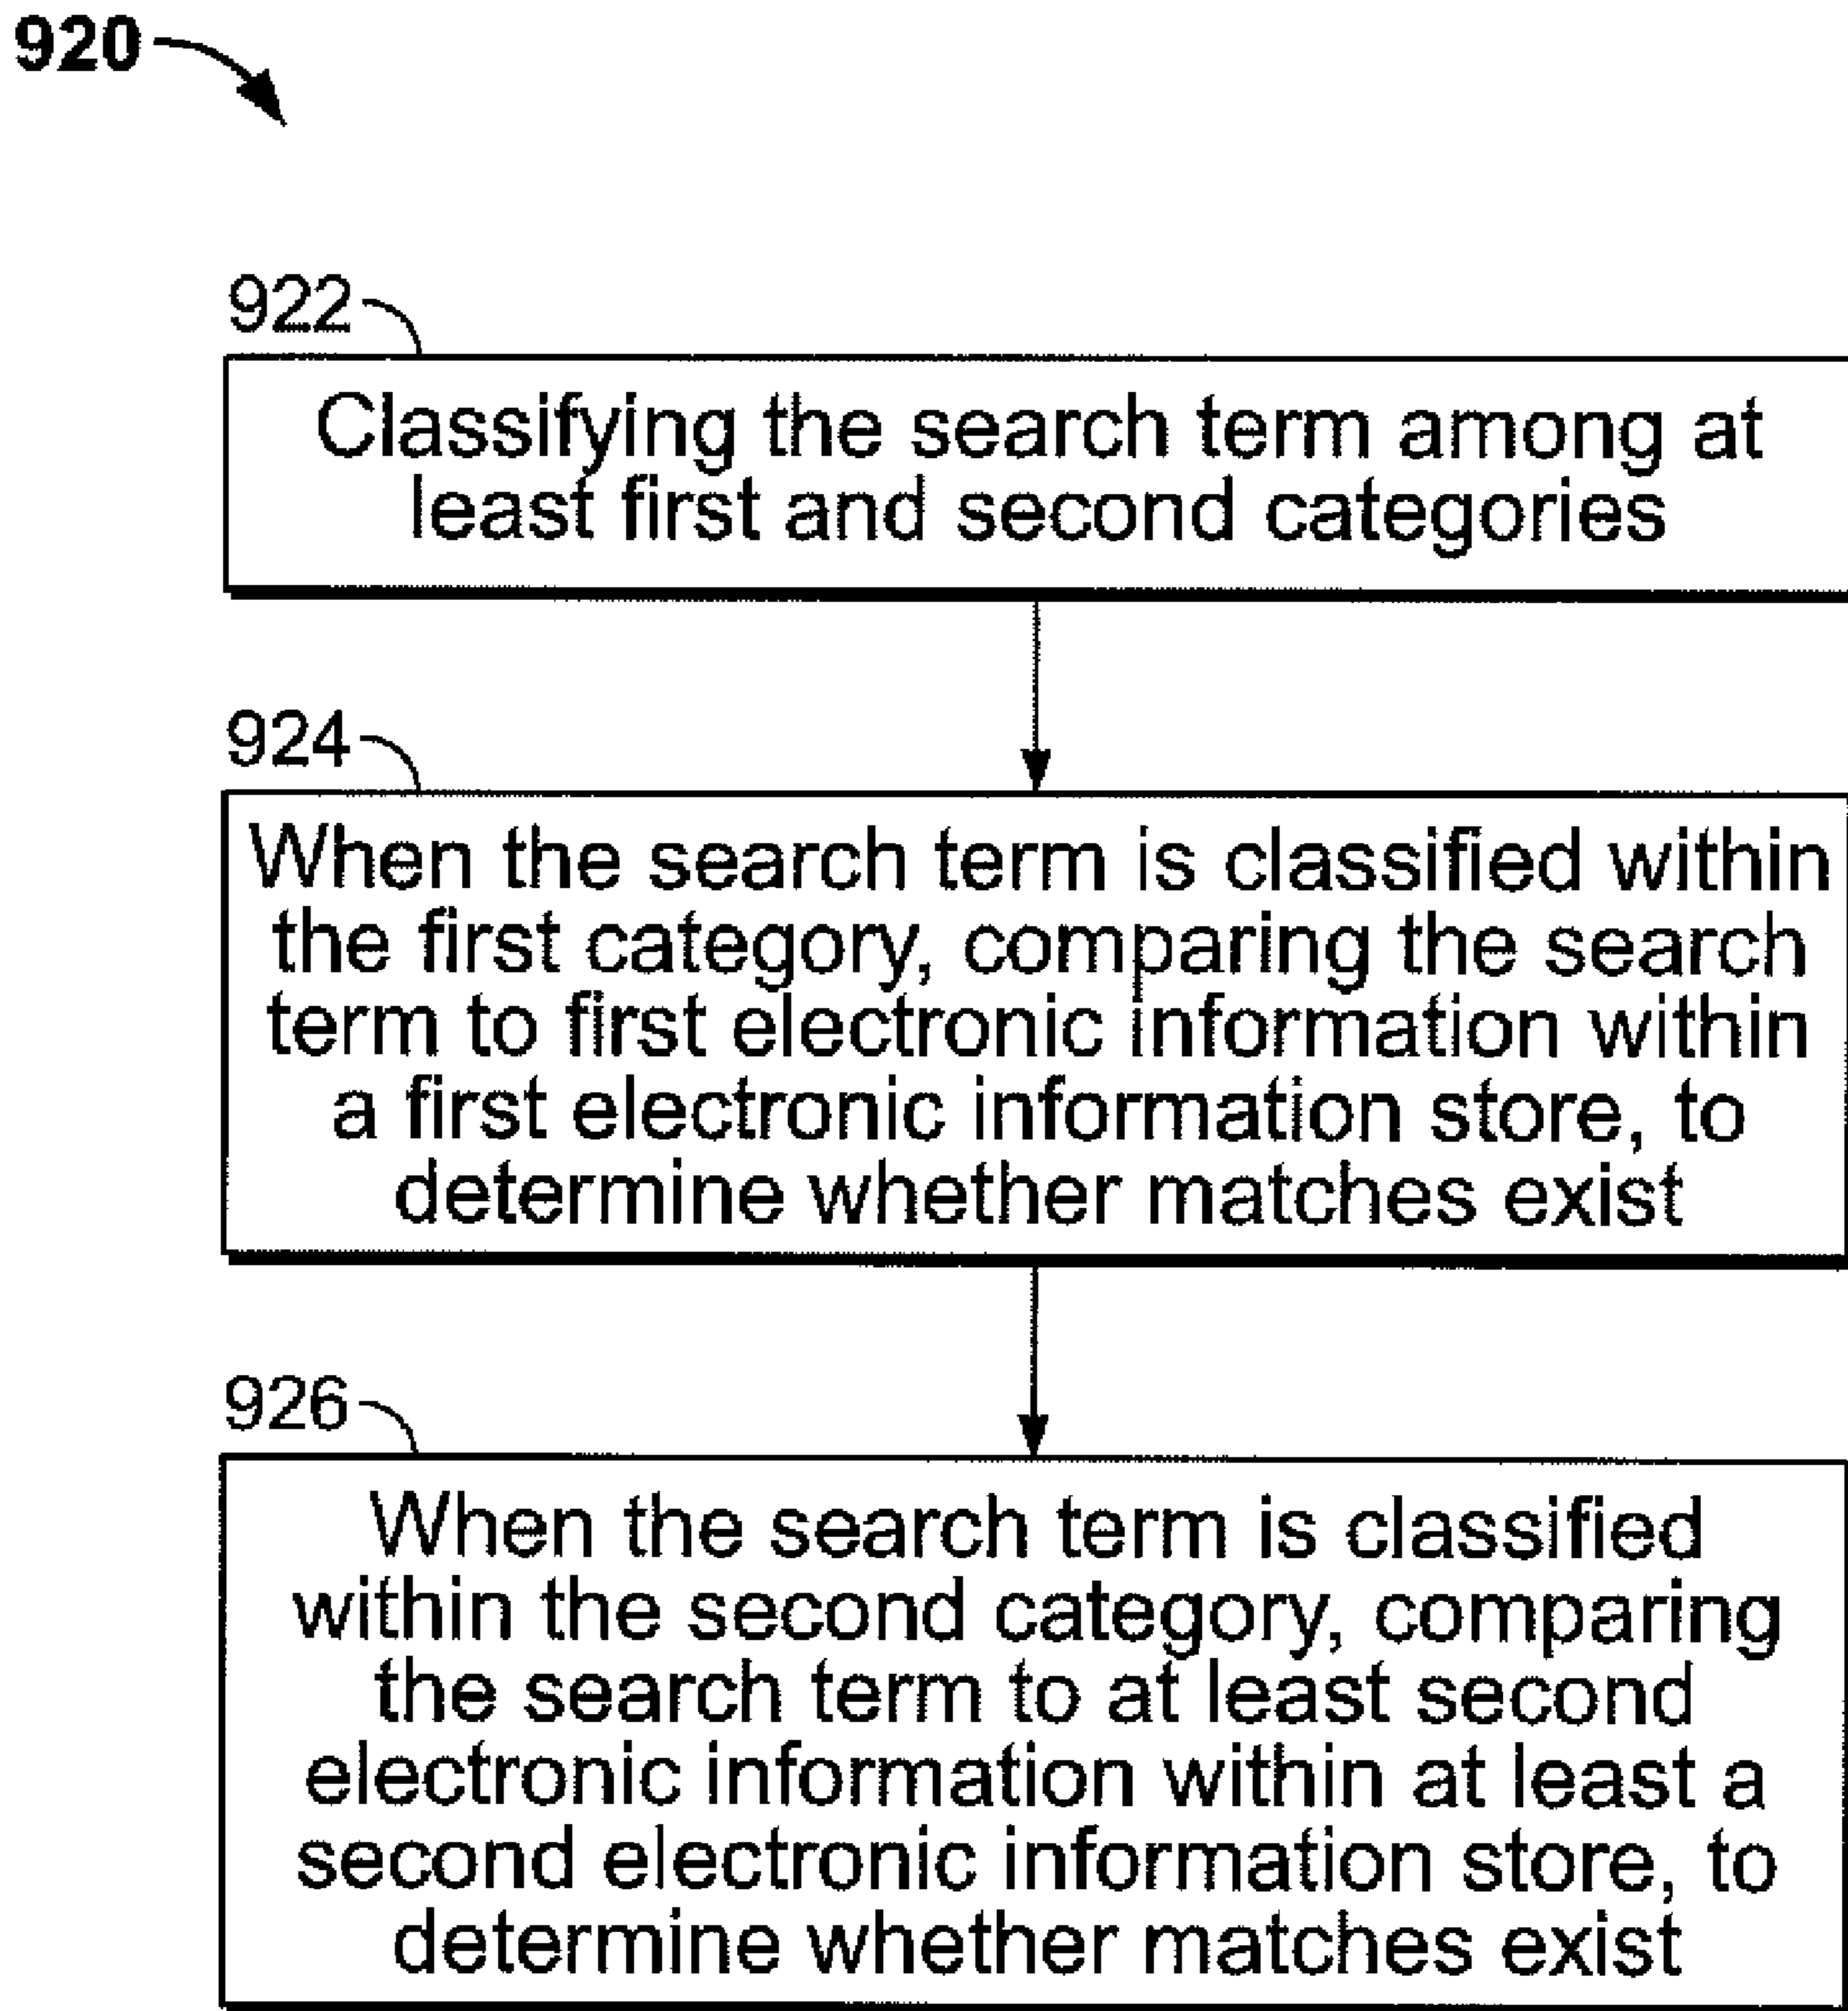 920
922
Classifying the search term among at
least first and second categories
924
When the search term is classified within
the first category, comparing the search
term to first electronic information within
a first electronic information store, to
determine whether matches exist
926
When the search term is classified
within the second category, comparing
the search term to at least second
electronic information within at least a
second electronic information store, to
determine whether matches exist